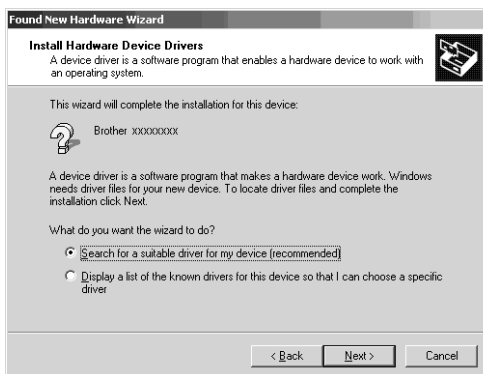 Found New Hardware Wizard
Install Hardware Device Drivers
A device driver is a software program that enables a hardware device to work with
an operating system.
This wizard will complete the installation for this device:
Brother xxxxxxxx
A device driver is a software program that makes a hardware device work. Windows
needs driver files for your new device. To locate driver files and complete the
installation click Next.
What do you want the wizard to do?
Search for a suitable driver for my device (recommended)
Display a list of the known drivers for this device so that I can choose a specific
driver
< Back Next > Cancel